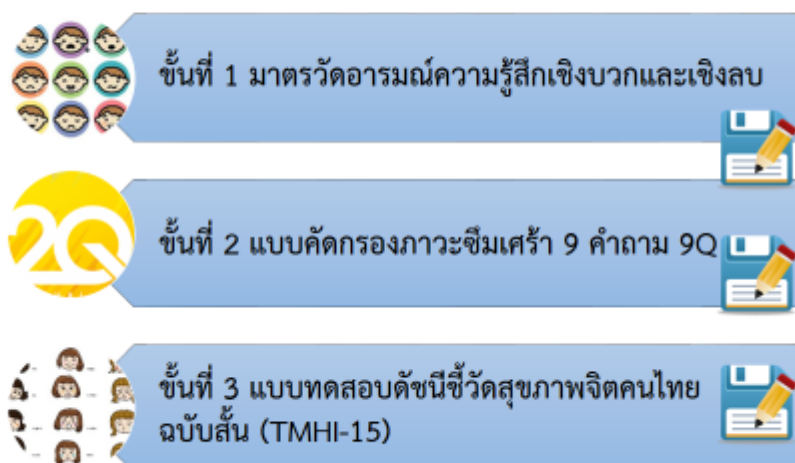 ขั้นที่ 1 มาตรวัดอารมณ์ความรู้สึกเชิงบวกและเชิงลบ
2Q
ขั้นที่ 2 แบบคัดกรองภาวะซึมเศร้า 9 คำถาม 9Q
ขั้นที่ 3 แบบทดสอบดัชนีชี้วัดสุขภาพจิตคนไทย
ฉบับสั้น (TMHI-15)